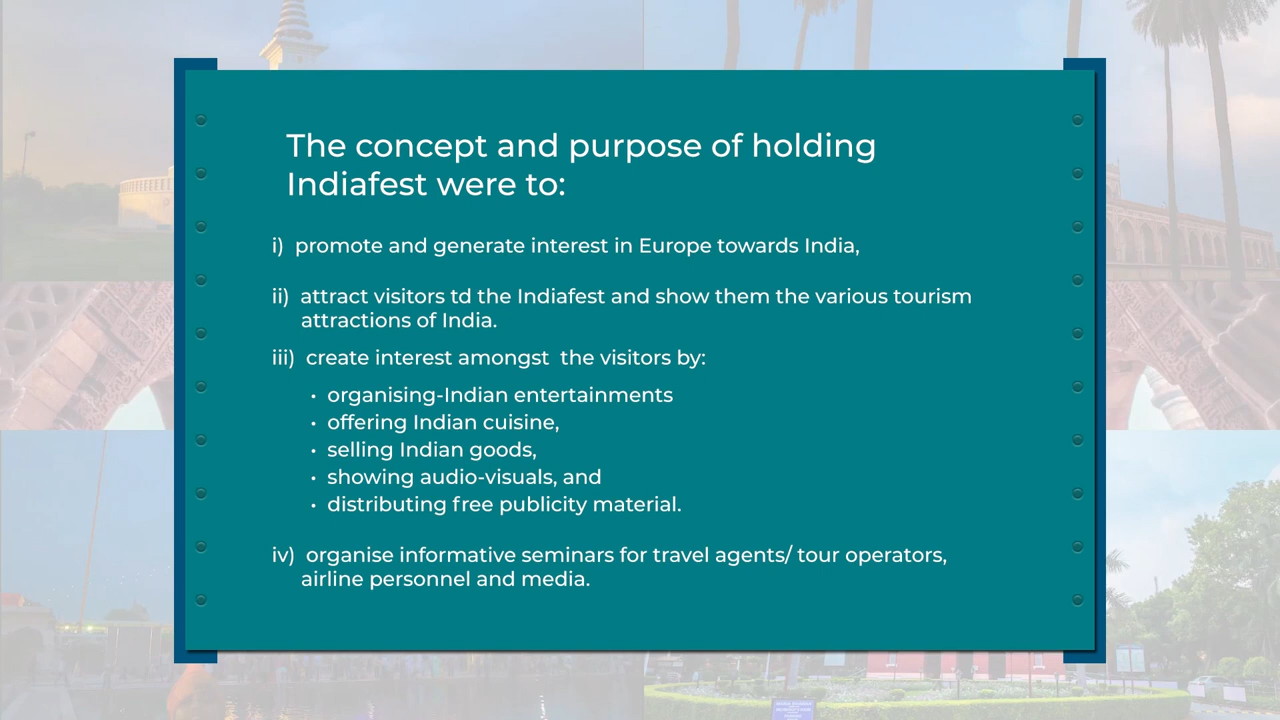 The concept and purpose of holding
Indiafest were to:
i) promote and generate interest in Europe towards India,
ii) attract visitors td the Indiafest and show them the various tourism
attractions of India.
iii) create interest amongst the visitors by:
• organising-Indian entertainments
• offering Indian cuisine,
• selling Indian goods,
• showing audio-visuals, and
• distributing free publicity material.
iv) organise informative seminars for travel agents/ tour operators,
airline personnel and media.